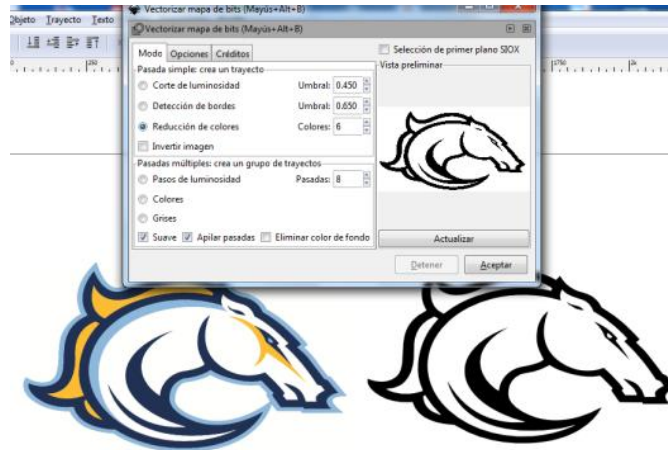 Vectorizar mapa de bits (Mayús+Alt+B)
Objeto Trayecto Texto
Vectorizar mapa de bits (Mayús+Alt+B)
Modo Opciones Créditos
Selección de primer plano SIOX
Pasada simple: crea un trayecto
Vista preliminar
Corte de luminosidad Umbral: 0.450
Detección de bordes Umbral: 0.650
Reducción de colores Colores: 6
Invertir imagen
Pasadas múltiples: crea un grupo de trayectos
Pasos de luminosidad Pasadas: 8
Colores
Grises
Suave Apilar pasadas Eliminar color de fondo
Actualizar
Detener Aceptar